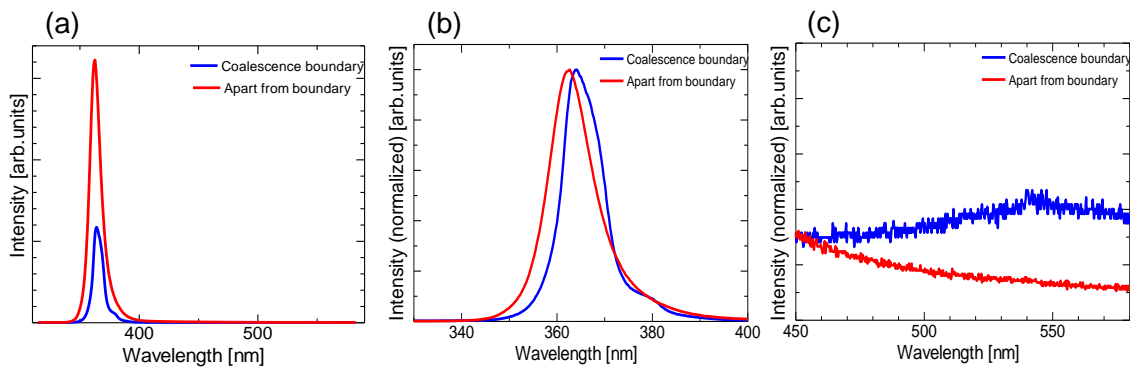 (a)
Coalescence boundary
Apart from boundary
Intensity [arb.units]
400 500
Wavelength [nm]
(b)
Coalescence boundary
Apart from boundary
Intensity (normalized) [arb.units]
340 360 380 400
Wavelength [nm]
(c)
Coalescence boundary
Apart from boundary
Intensity (normalized) [arb.units]
450 500 550
Wavelength [nm]